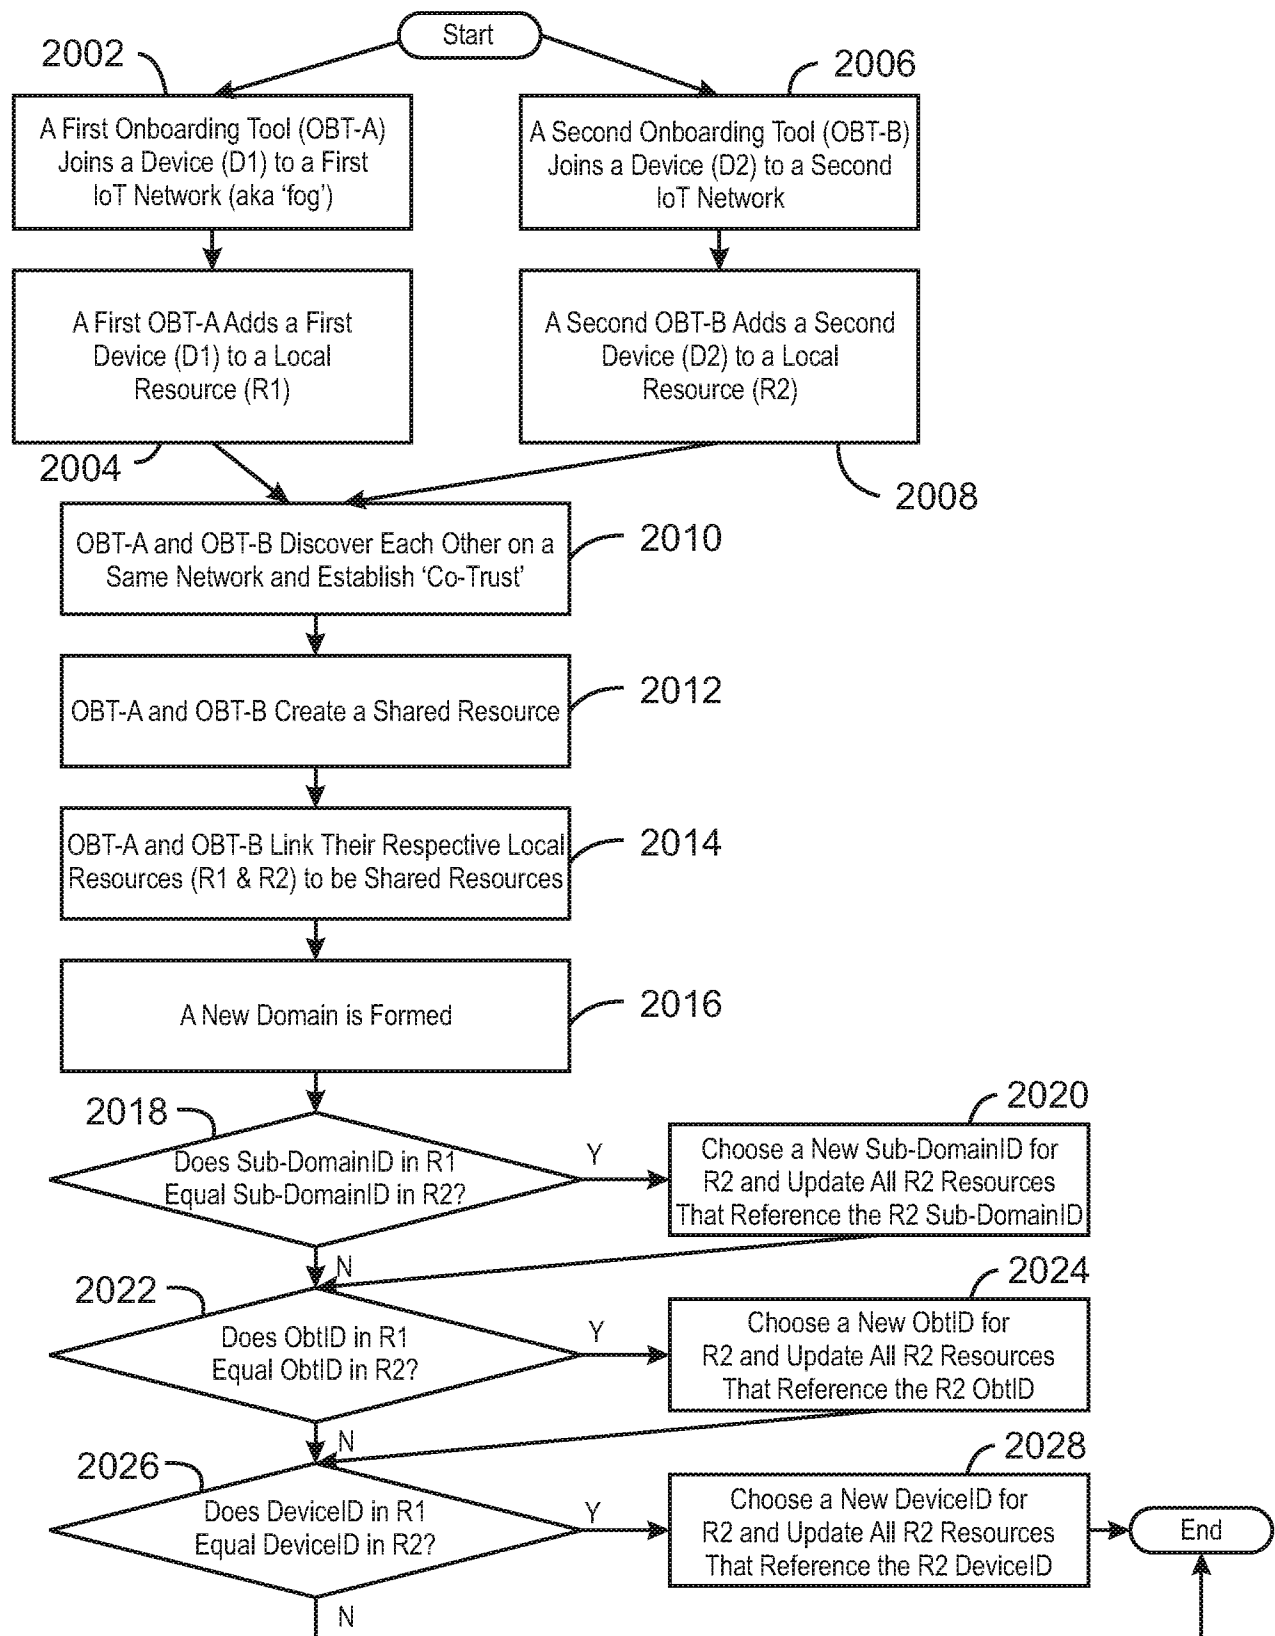 Start
2002
2006
A First Onboarding Tool (OBT-A)
Joins a Device (D1) to a First
IoT Network (aka ‘fog’)
A Second Onboarding Tool (OBT-B)
Joins a Device (D2) to a Second
IoT Network
A First OBT-A Adds a First
Device (D1) to a Local
Resource (R1)
A Second OBT-B Adds a Second
Device (D2) to a Local
Resource (R2)
2004
2008
OBT-A and OBT-B Discover Each Other on a
Same Network and Establish ‘Co-Trust’
2010
OBT-A and OBT-B Create a Shared Resource
2012
OBT-A and OBT-B Link Their Respective Local
Resources (R1 & R2) to be Shared Resources
2014
A New Domain is Formed
2016
2018
Does Sub-DomainID in R1
Equal Sub-DomainID in R2?
Y
N
2020
Choose a New Sub-DomainID for
R2 and Update All R2 Resources
That Reference the R2 Sub-DomainID
2022
Does ObtID in R1
Equal ObtID in R2?
Y
N
2024
Choose a New ObtID for
R2 and Update All R2 Resources
That Reference the R2 ObtID
2026
Does DeviceID in R1
Equal DeviceID in R2?
Y
N
2028
Choose a New DeviceID for
R2 and Update All R2 Resources
That Reference the R2 DeviceID
End